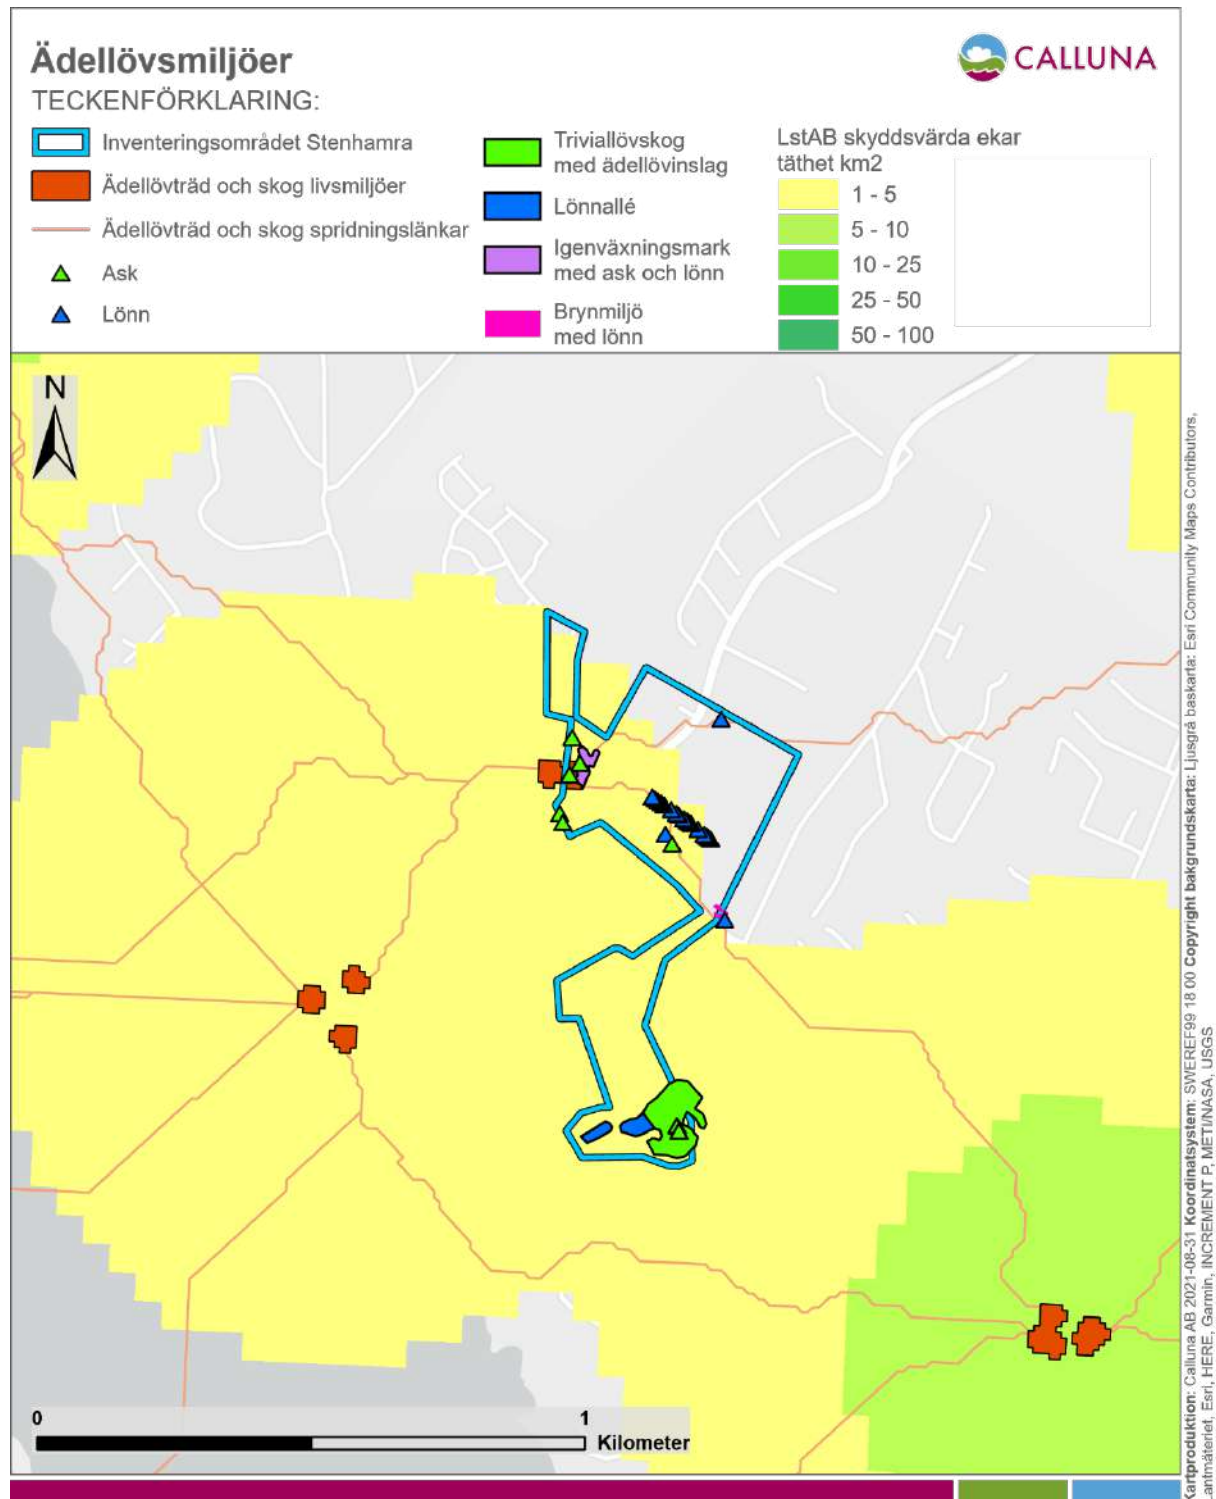 Ädellövsmiljöer
CALLUNA
TECKENFÖRKLARING:
Inventeringsområdet Stenhamra
Ädellövträd och skog livsmiljöer
Ädellövträd och skog spridningslänkar
Ask
Lönn
Triviallövskog
med ädellövinslag
Lönnallé
Igenväxningsmark
med ask och lönn
Brynmiljö
med lönn
LstAB skyddsvärda ekar
täthet km2
1 - 5
5 - 10
10 - 25
25 - 50
50 - 100
N
0
1
Kilometer
Kartproduktion: Calluna AB 2021-08-31 Koordinatsystem: SWEREF99 18 00 Copyright bakgrundskarta: Ljusgrå baskarta: Esri Community Maps Contributors,
Lantmäteriet, Esri, HERE, Garmin, INCREMENT P, METI/NASA, USGS